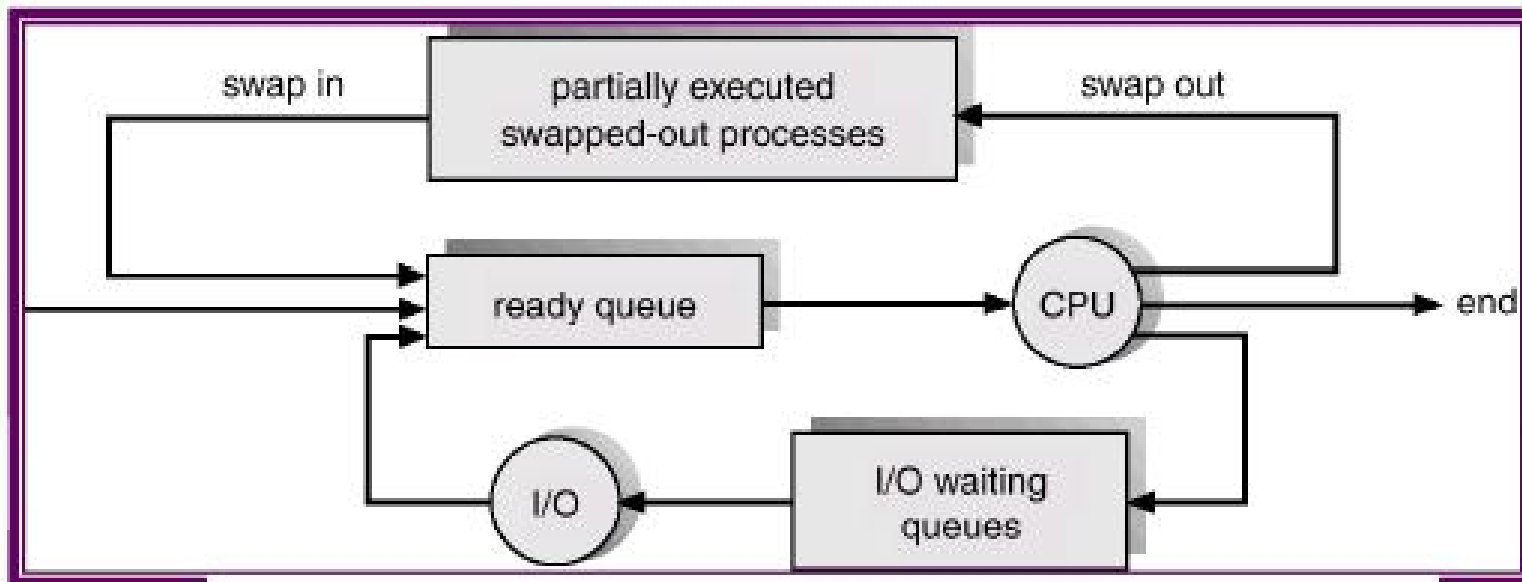 swap in
partially executed
swapped-out processes
swap out
ready queue
CPU
end
I/O
I/O waiting
queues